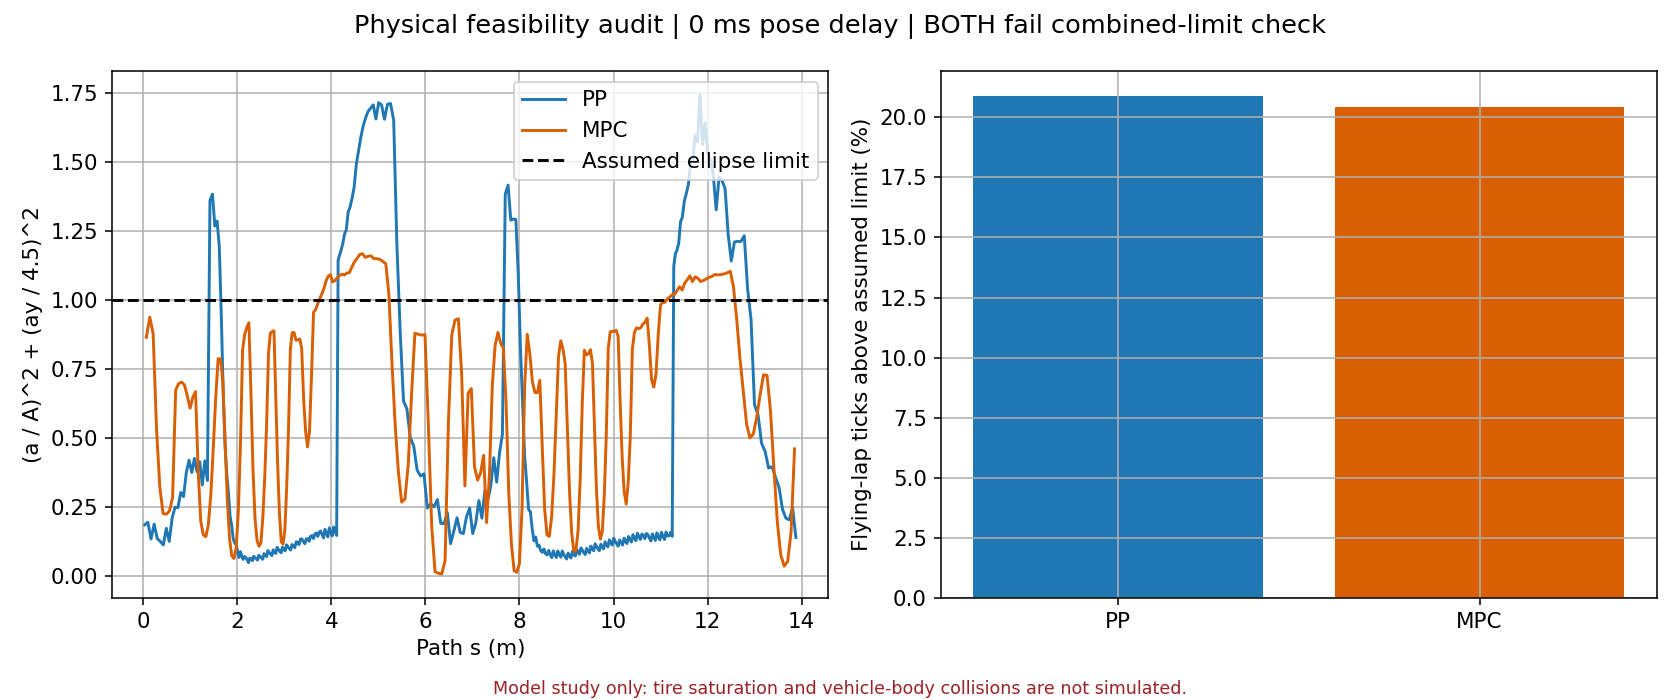 Physical feasibility audit | 0 ms pose delay | BOTH fail combined-limit check
(a / A)^2 + (ay / 4.5)^2
1.75
1.50
1.25
1.00
0.75
0.50
0.25
0.00
PP
MPC
Assumed ellipse limit
0 2 4 6 8 10 12 14
Path s (m)
Flying-lap ticks above assumed limit (%)
20.0
17.5
15.0
12.5
10.0
7.5
5.0
2.5
0.0
PP MPC
Model study only: tire saturation and vehicle-body collisions are not simulated.